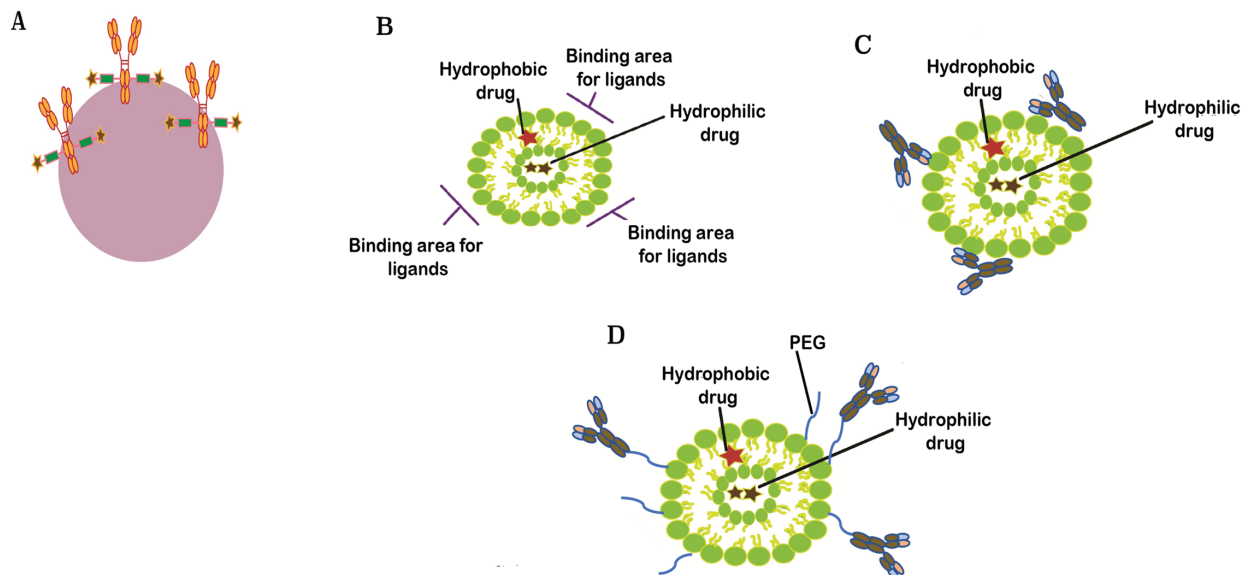 A
B
Binding area
for ligands
Hydrophobic
drug
Hydrophilic
drug
Binding area for
ligands
Binding area
for ligands
C
Hydrophobic
drug
Hydrophilic
drug
D
PEG
Hydrophobic
drug
Hydrophilic
drug